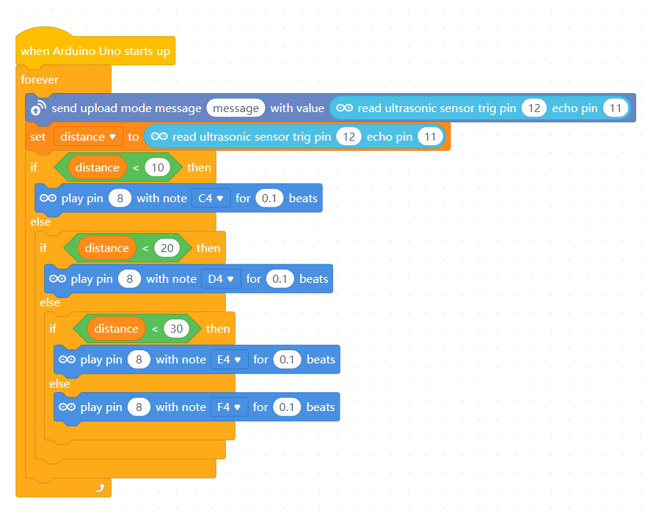 when Arduino Uno starts up
forever
send upload mode message message with value read ultrasonic sensor trig pin 12 echo pin 11
set distance to read ultrasonic sensor trig pin 12 echo pin 11
if distance < 10 then
play pin 8 with note C4 for 0.1 beats
else
if distance < 20 then
play pin 8 with note D4 for 0.1 beats
else
if distance < 30 then
play pin 8 with note E4 for 0.1 beats
else
play pin 8 with note F4 for 0.1 beats